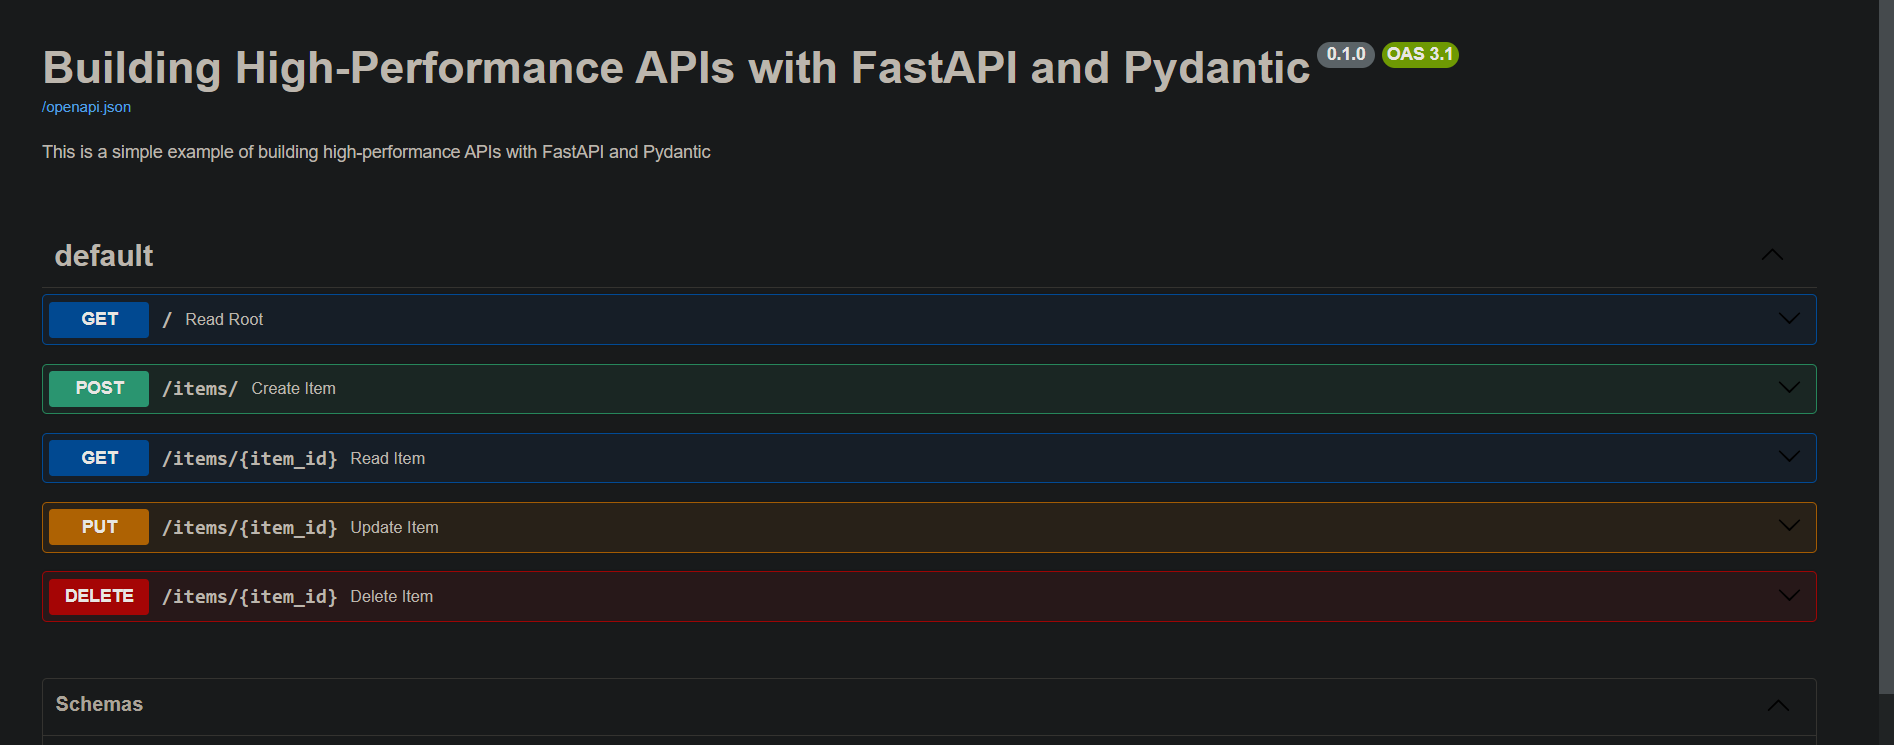 Building High-Performance APIs with FastAPI and Pydantic 0.1.0 OAS 3.1
/openapi.json
This is a simple example of building high-performance APIs with FastAPI and Pydantic
default
GET / Read Root
POST /items/ Create Item
GET /items/{item_id} Read Item
PUT /items/{item_id} Update Item
DELETE /items/{item_id} Delete Item
Schemas